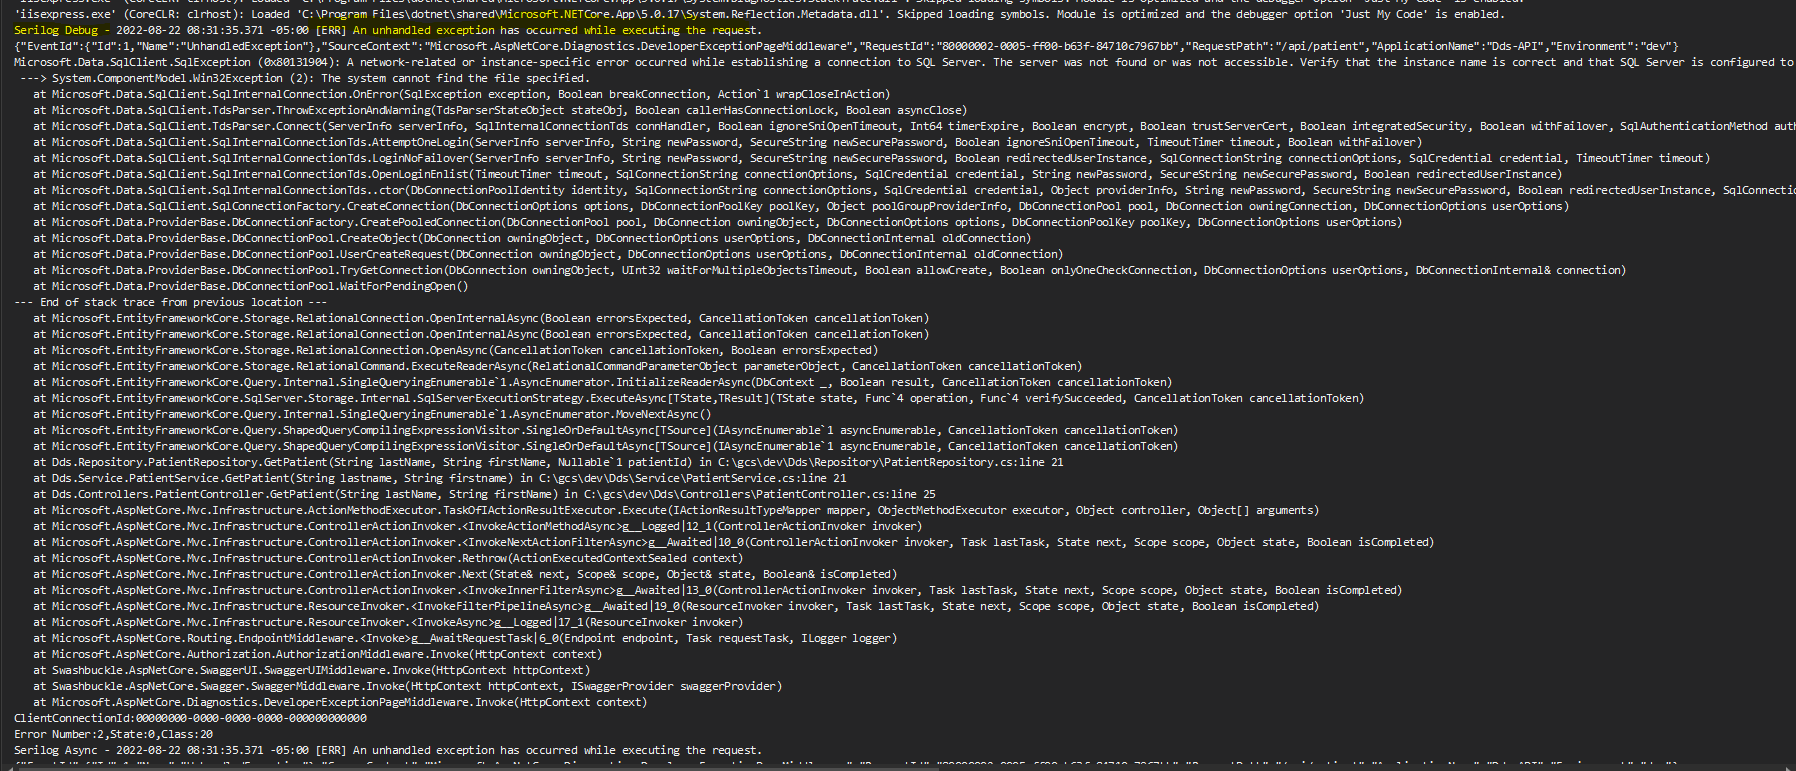 'iisexpress.exe' (CoreCLR: clrhost): Loaded 'C:\Program Files\dotnet\shared\Microsoft.NETCore.App\5.0.17\System.Reflection.Metadata.dll'. Skipped loading symbols. Module is optimized and the debugger option 'Just My Code' is enabled.
Serilog Debug - 2022-08-22 08:31:35.371 -05:00 [ERR] An unhandled exception has occurred while executing the request.
{"EventId":{"Id":1,"Name":"UnhandledException"},"SourceContext":"Microsoft.AspNetCore.Diagnostics.DeveloperExceptionPageMiddleware","RequestId":"80000002-0005-ff00-b63f-84710c7967bb","RequestPath":"/api/patient","ApplicationName":"Dds-API","Environment":"dev"}
Microsoft.Data.SqlClient.SqlException (0x80131904): A network-related or instance-specific error occurred while establishing a connection to SQL Server. The server was not found or was not accessible. Verify that the instance name is correct and that SQL Server is configured to
---> System.ComponentModel.Win32Exception (2): The system cannot find the file specified.
at Microsoft.Data.SqlClient.SqlInternalConnection.OnError(SqlException exception, Boolean breakConnection, Action`1 wrapCloseInAction)
at Microsoft.Data.SqlClient.TdsParser.ThrowExceptionAndWarning(TdsParserStateObject stateObj, Boolean callerHasConnectionLock, Boolean asyncClose)
at Microsoft.Data.SqlClient.TdsParser.Connect(ServerInfo serverInfo, SqlInternalConnectionTds connHandler, Boolean ignoreSniOpenTimeout, Int64 timerExpire, Boolean encrypt, Boolean trustServerCert, Boolean integratedSecurity, Boolean withFailover, SqlAuthenticationMethod auth
at Microsoft.Data.SqlClient.SqlInternalConnectionTds.AttemptOneLogin(ServerInfo serverInfo, String newPassword, SecureString newSecurePassword, Boolean ignoreSniOpenTimeout, TimeoutTimer timeout, Boolean withFailover)
at Microsoft.Data.SqlClient.SqlInternalConnectionTds.LoginNoFailover(ServerInfo serverInfo, String newPassword, SecureString newSecurePassword, Boolean redirectedUserInstance, SqlConnectionString connectionOptions, SqlCredential credential, TimeoutTimer timeout)
at Microsoft.Data.SqlClient.SqlInternalConnectionTds.OpenLoginEnlist(TimeoutTimer timeout, SqlConnectionString connectionOptions, SqlCredential credential, String newPassword, SecureString newSecurePassword, Boolean redirectedUserInstance)
at Microsoft.Data.SqlClient.SqlInternalConnectionTds..ctor(DbConnectionPoolIdentity identity, SqlConnectionString connectionOptions, SqlCredential credential, Object providerInfo, String newPassword, SecureString newSecurePassword, Boolean redirectedUserInstance, SqlConnectio
at Microsoft.Data.SqlClient.SqlConnectionFactory.CreateConnection(DbConnectionOptions options, DbConnectionPoolKey poolKey, Object poolGroupProviderInfo, DbConnectionPool pool, DbConnection owningConnection, DbConnectionOptions userOptions)
at Microsoft.Data.ProviderBase.DbConnectionFactory.CreatePooledConnection(DbConnectionPool pool, DbConnection owningObject, DbConnectionOptions options, DbConnectionPoolKey poolKey, DbConnectionOptions userOptions)
at Microsoft.Data.ProviderBase.DbConnectionPool.CreateObject(DbConnection owningObject, DbConnectionOptions userOptions, DbConnectionInternal oldConnection)
at Microsoft.Data.ProviderBase.DbConnectionPool.UserCreateRequest(DbConnection owningObject, DbConnectionOptions userOptions, DbConnectionInternal oldConnection)
at Microsoft.Data.ProviderBase.DbConnectionPool.TryGetConnection(DbConnection owningObject, UInt32 waitForMultipleObjectsTimeout, Boolean allowCreate, Boolean onlyOneCheckConnection, DbConnectionOptions userOptions, DbConnectionInternal& connection)
at Microsoft.Data.ProviderBase.DbConnectionPool.WaitForPendingOpen()
--- End of stack trace from previous location ---
at Microsoft.EntityFrameworkCore.Storage.RelationalConnection.OpenInternalAsync(Boolean errorsExpected, CancellationToken cancellationToken)
at Microsoft.EntityFrameworkCore.Storage.RelationalConnection.OpenInternalAsync(Boolean errorsExpected, CancellationToken cancellationToken)
at Microsoft.EntityFrameworkCore.Storage.RelationalConnection.OpenAsync(CancellationToken cancellationToken, Boolean errorsExpected)
at Microsoft.EntityFrameworkCore.Storage.RelationalCommand.ExecuteReaderAsync(RelationalCommandParameterObject parameterObject, CancellationToken cancellationToken)
at Microsoft.EntityFrameworkCore.Query.Internal.SingleQueryingEnumerable`1.AsyncEnumerator.InitializeReaderAsync(DbContext _, Boolean result, CancellationToken cancellationToken)
at Microsoft.EntityFrameworkCore.SqlServer.Storage.Internal.SqlServerExecutionStrategy.ExecuteAsync[TState,TResult](TState state, Func`4 operation, Func`4 verifySucceeded, CancellationToken cancellationToken)
at Microsoft.EntityFrameworkCore.Query.Internal.SingleQueryingEnumerable`1.AsyncEnumerator.MoveNextAsync()
at Microsoft.EntityFrameworkCore.Query.ShapedQueryCompilingExpressionVisitor.SingleOrDefaultAsync[TSource](IAsyncEnumerable`1 asyncEnumerable, CancellationToken cancellationToken)
at Microsoft.EntityFrameworkCore.Query.ShapedQueryCompilingExpressionVisitor.SingleOrDefaultAsync[TSource](IAsyncEnumerable`1 asyncEnumerable, CancellationToken cancellationToken)
at Dds.Repository.PatientRepository.GetPatient(String lastName, String firstName, Nullable`1 patientId) in C:\gcs\dev\Dds\Repository\PatientRepository.cs:line 21
at Dds.Service.PatientService.GetPatient(String lastname, String firstname) in C:\gcs\dev\Dds\Service\PatientService.cs:line 21
at Dds.Controllers.PatientController.GetPatient(String lastName, String firstName) in C:\gcs\dev\Dds\Controllers\PatientController.cs:line 25
at Microsoft.AspNetCore.Mvc.Infrastructure.ActionMethodExecutor.TaskOfIActionResultExecutor.Execute(IActionResultTypeMapper mapper, ObjectMethodExecutor executor, Object controller, Object[] arguments)
at Microsoft.AspNetCore.Mvc.Infrastructure.ControllerActionInvoker.<InvokeActionMethodAsync>g__Logged|12_1(ControllerActionInvoker invoker)
at Microsoft.AspNetCore.Mvc.Infrastructure.ControllerActionInvoker.<InvokeNextActionFilterAsync>g__Awaited|10_0(ControllerActionInvoker invoker, Task lastTask, State next, Scope scope, Object state, Boolean isCompleted)
at Microsoft.AspNetCore.Mvc.Infrastructure.ControllerActionInvoker.Rethrow(ActionExecutedContextSealed context)
at Microsoft.AspNetCore.Mvc.Infrastructure.ControllerActionInvoker.Next(State& next, Scope& scope, Object& state, Boolean& isCompleted)
at Microsoft.AspNetCore.Mvc.Infrastructure.ControllerActionInvoker.<InvokeInnerFilterAsync>g__Awaited|13_0(ControllerActionInvoker invoker, Task lastTask, State next, Scope scope, Object state, Boolean isCompleted)
at Microsoft.AspNetCore.Mvc.Infrastructure.ResourceInvoker.<InvokeFilterPipelineAsync>g__Awaited|19_0(ResourceInvoker invoker, Task lastTask, State next, Scope scope, Object state, Boolean isCompleted)
at Microsoft.AspNetCore.Mvc.Infrastructure.ResourceInvoker.<InvokeAsync>g__Logged|17_1(ResourceInvoker invoker)
at Microsoft.AspNetCore.Routing.EndpointMiddleware.<Invoke>g__AwaitRequestTask|6_0(Endpoint endpoint, Task requestTask, ILogger logger)
at Microsoft.AspNetCore.Authorization.AuthorizationMiddleware.Invoke(HttpContext context)
at Swashbuckle.AspNetCore.SwaggerUI.SwaggerUIMiddleware.Invoke(HttpContext httpContext)
at Swashbuckle.AspNetCore.Swagger.SwaggerMiddleware.Invoke(HttpContext httpContext, ISwaggerProvider swaggerProvider)
at Microsoft.AspNetCore.Diagnostics.DeveloperExceptionPageMiddleware.Invoke(HttpContext context)
ClientConnectionId:00000000-0000-0000-0000-000000000000
Error Number:2,State:0,Class:20
Serilog Async - 2022-08-22 08:31:35.371 -05:00 [ERR] An unhandled exception has occurred while executing the request.